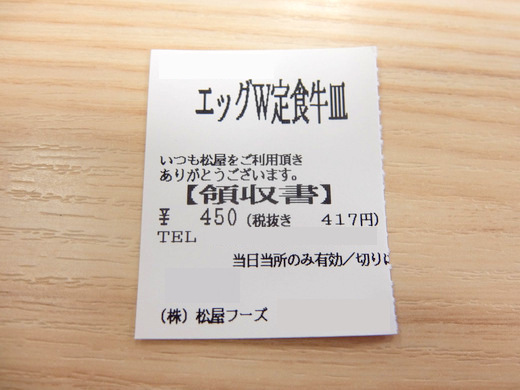 エッグW定食牛皿
いつも松屋をご利用頂き
ありがとうございます。
【領収書】
¥ 450(税抜き 417円)
TEL
当日当所のみ有効/切り
(株)松屋フーズ